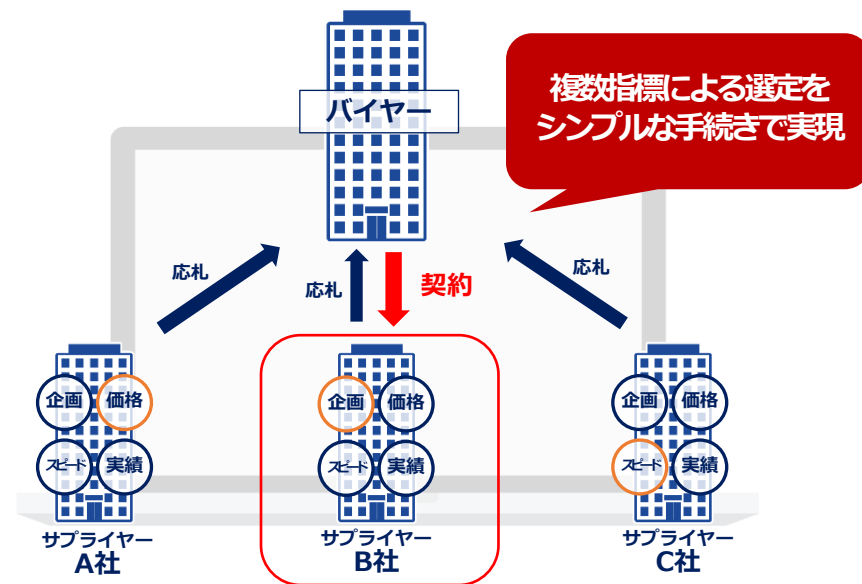 バイヤー
複数指標による選定を
シンプルな手続きで実現
応札
応札
契約
応札
企画 価格
スピード 実績
サプライヤー
A社
企画 価格
スピード 実績
サプライヤー
B社
企画 価格
スピード 実績
サプライヤー
C社